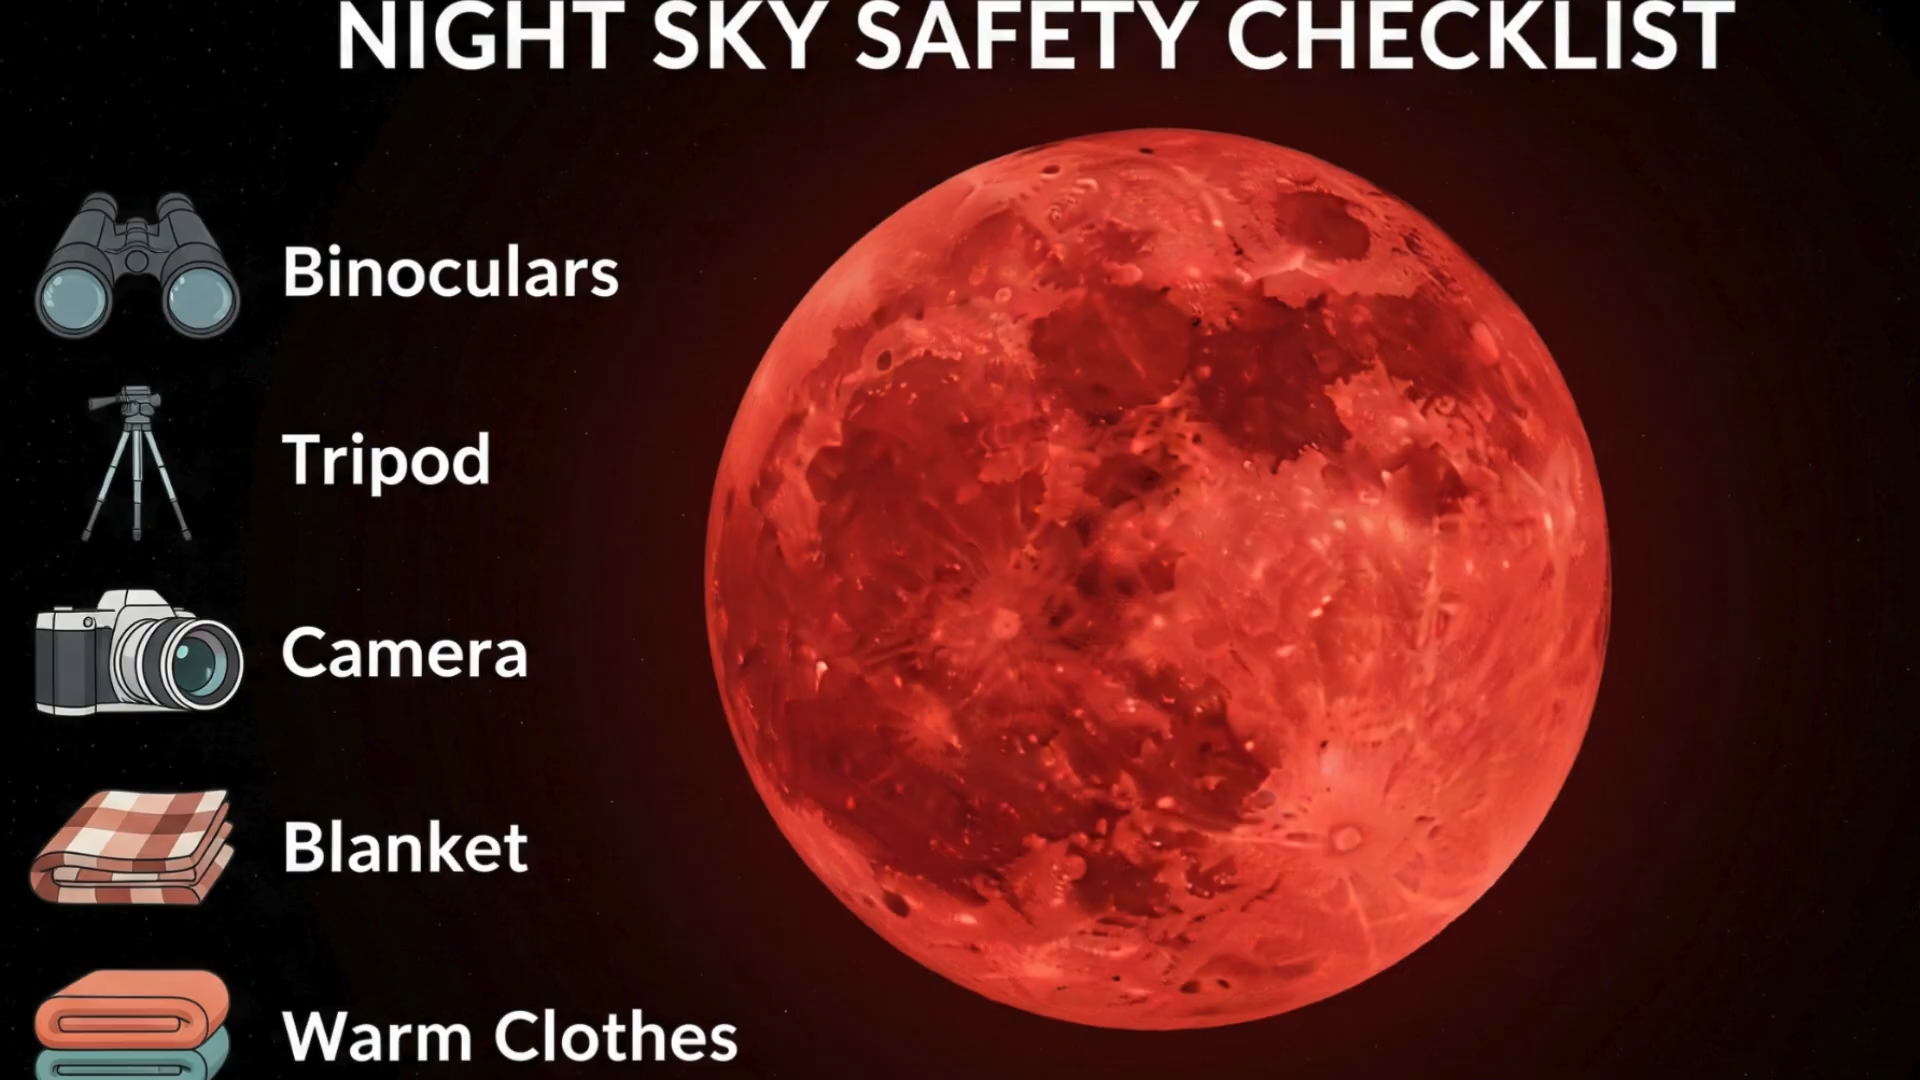 NIGHT SKY SAFETY CHECKLIST
Binoculars
Tripod
Camera
Blanket
Warm Clothes